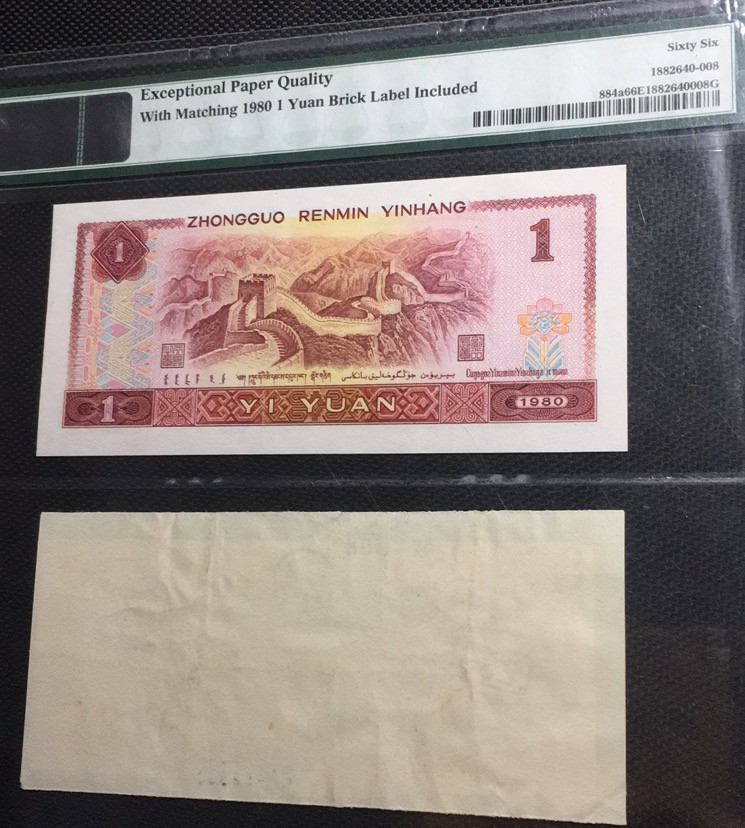 Exceptional Paper Quality
With Matching 1980 1 Yuan Brick Label Included
Sixty Six
1882640-008
884a66E1882640008G
ZHONGGUO RENMIN YINHANG
1
1
1
YI YUAN
1980